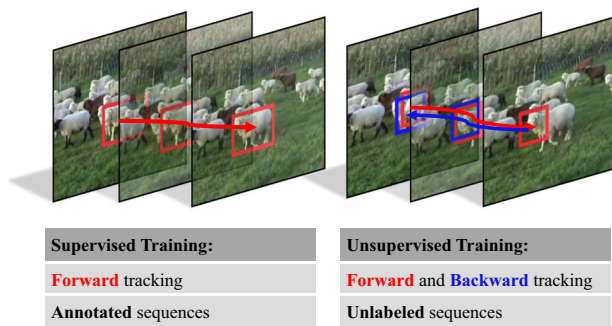 Supervised Training:
Forward tracking
Annotated sequences
Unsupervised Training:
Forward and Backward tracking
Unlabeled sequences